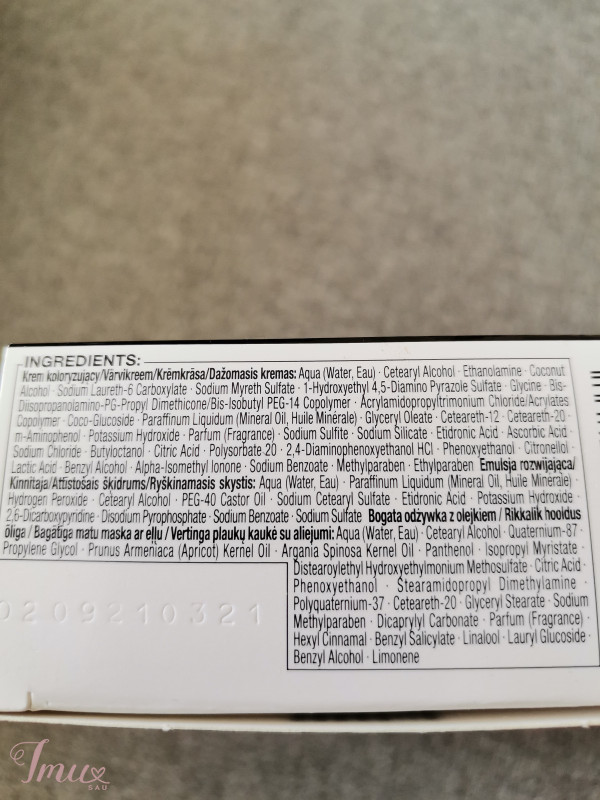 INGREDIENTS:
Krem koloryzujący/Värvikreem/Krēmkrāsa/Dažomasis kremas: Aqua (Water, Eau) · Cetearyl Alcohol · Ethanolamine · Coconut
Alcohol · Sodium Laureth-6 Carboxylate · Sodium Myreth Sulfate · 1-Hydroxyethyl 4,5-Diamino Pyrazole Sulfate · Glycine · Bis-
Diisopropanolamino-PG-Propyl Dimethicone/Bis-Isobutyl PEG-14 Copolymer · Acrylamidopropyltrimonium Chloride/Acrylates
Copolymer · Coco-Glucoside · Paraffinum Liquidum (Mineral Oil, Huile Minérale) · Glyceryl Oleate · Ceteareth-12 · Ceteareth-20 ·
m-Aminophenol · Potassium Hydroxide · Parfum (Fragrance) · Sodium Sulfite · Sodium Silicate · Etidronic Acid · Ascorbic Acid ·
Sodium Chloride · Butyloctanol · Citric Acid · Polysorbate 20 · 2,4-Diaminophenoxyethanol HCl · Phenoxyethanol · Citronellol ·
Lactic Acid · Benzyl Alcohol · Alpha-Isomethyl Ionone · Sodium Benzoate · Methylparaben · Ethylparaben Emulsja rozwijająca/
Kinnitaja/Attīstošais šķidrums/Ryškinamasis skystis: Aqua (Water, Eau) · Paraffinum Liquidum (Mineral Oil, Huile Minérale) ·
Hydrogen Peroxide · Cetearyl Alcohol · PEG-40 Castor Oil · Sodium Cetearyl Sulfate · Etidronic Acid · Potassium Hydroxide ·
2,6-Dicarboxypyridine · Disodium Pyrophosphate · Sodium Benzoate · Sodium Sulfate Bogata odżywka z olejkiem / Rikkalik hooldus
õliga / Bagātīga matu maska ar eļļu / Vertinga plaukų kaukė su aliejumi: Aqua (Water, Eau) · Cetearyl Alcohol · Quaternium-87 ·
Propylene Glycol · Prunus Armeniaca (Apricot) Kernel Oil · Argania Spinosa Kernel Oil · Panthenol · Isopropyl Myristate ·
Distearoylethyl Hydroxyethylmonium Methosulfate · Citric Acid ·
Phenoxyethanol · Stearamidopropyl Dimethylamine ·
Polyquaternium-37 · Ceteareth-20 · Glyceryl Stearate · Sodium
Methylparaben · Dicaprylyl Carbonate · Parfum (Fragrance) ·
Hexyl Cinnamal · Benzyl Salicylate · Linalool · Lauryl Glucoside ·
Benzyl Alcohol · Limonene
0209210321
Imu
SAU